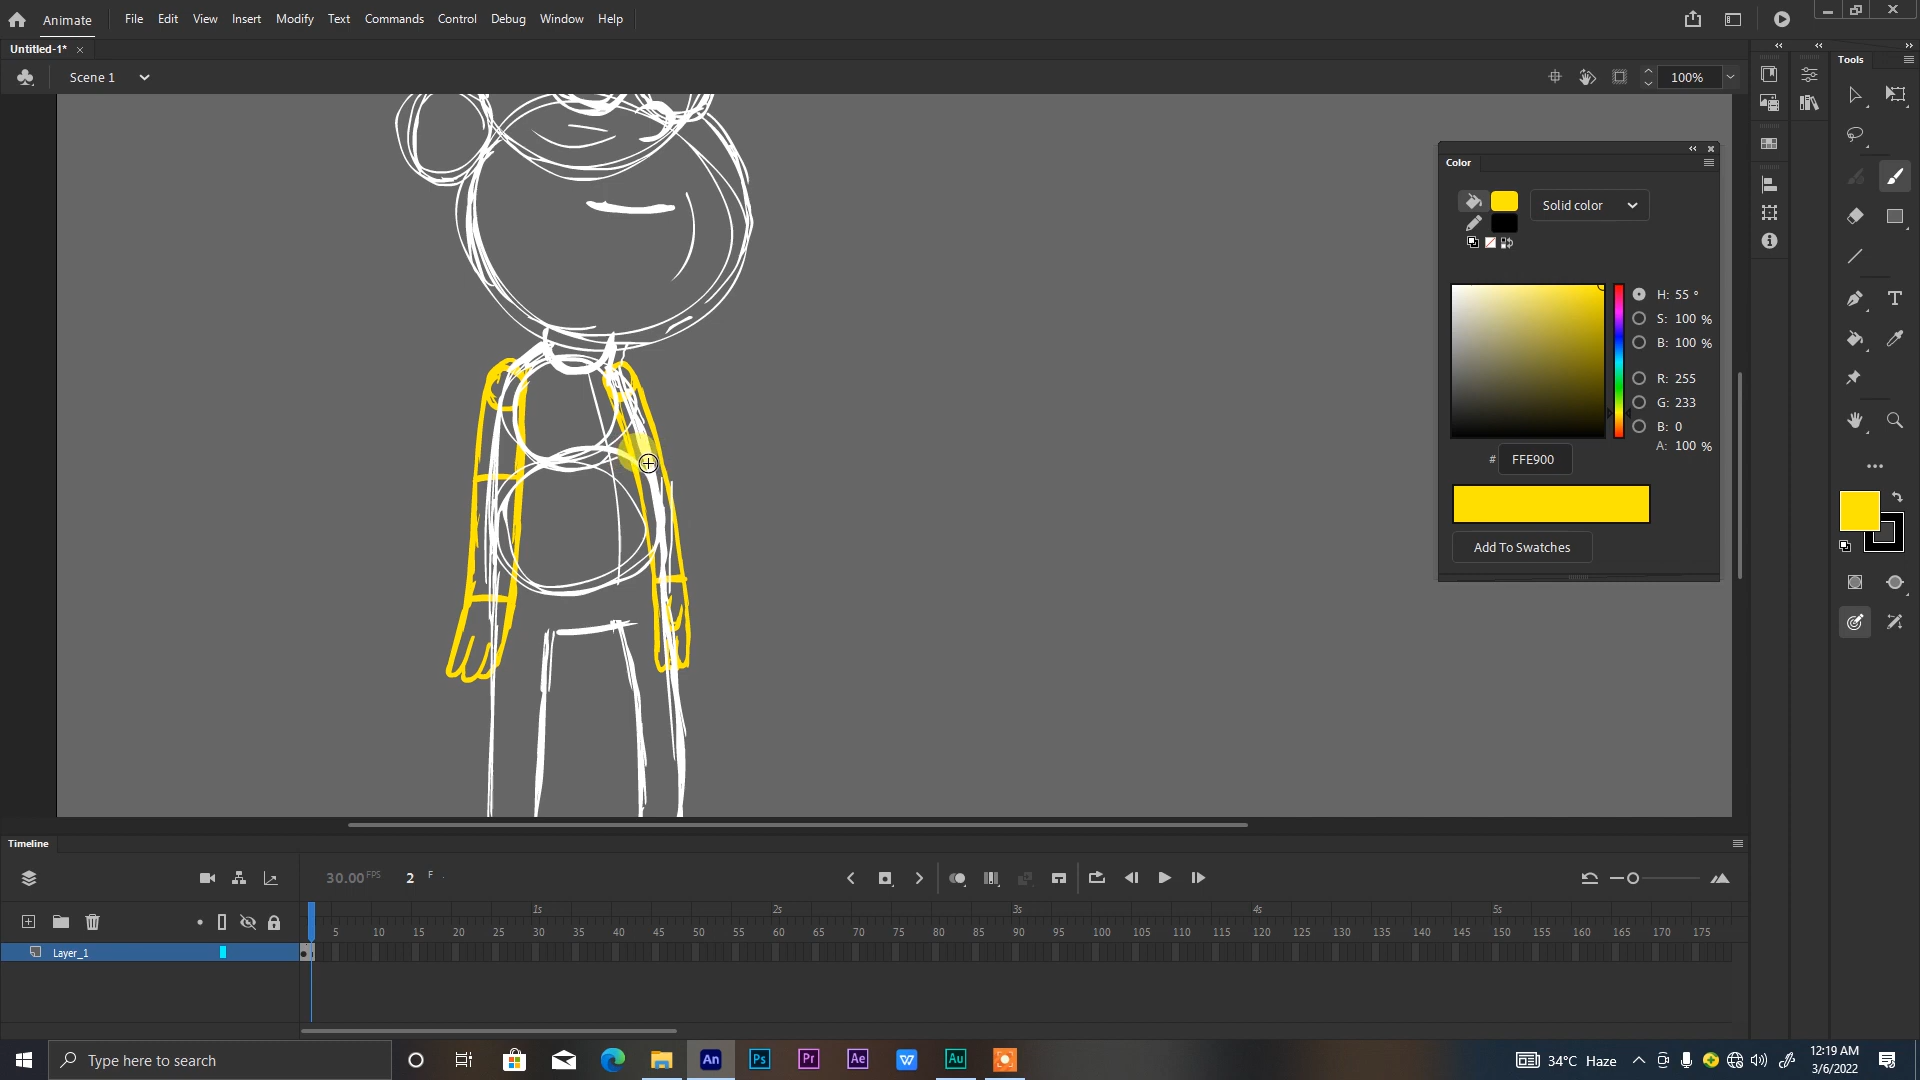 Animate File Edit View Insert Modify Text Commands Control Debug Window Help
Untitled-1*
Scene 1
100%
Tools
Color
Solid color
H: 55 °
S: 100 %
B: 100 %
R: 255
G: 233
B: 0
A: 100 %
# FFE900
Add To Swatches
Timeline
30.00 FPS 2 F
1s 2s 3s 4s 5s
5 10 15 20 25 30 35 40 45 50 55 60 65 70 75 80 85 90 95 100 105 110 115 120 125 130 135 140 145 150 155 160 165 170 175
Layer_1
Type here to search
An Ps Pr Ae W Au
34°C Haze
12:19 AM
3/6/2022